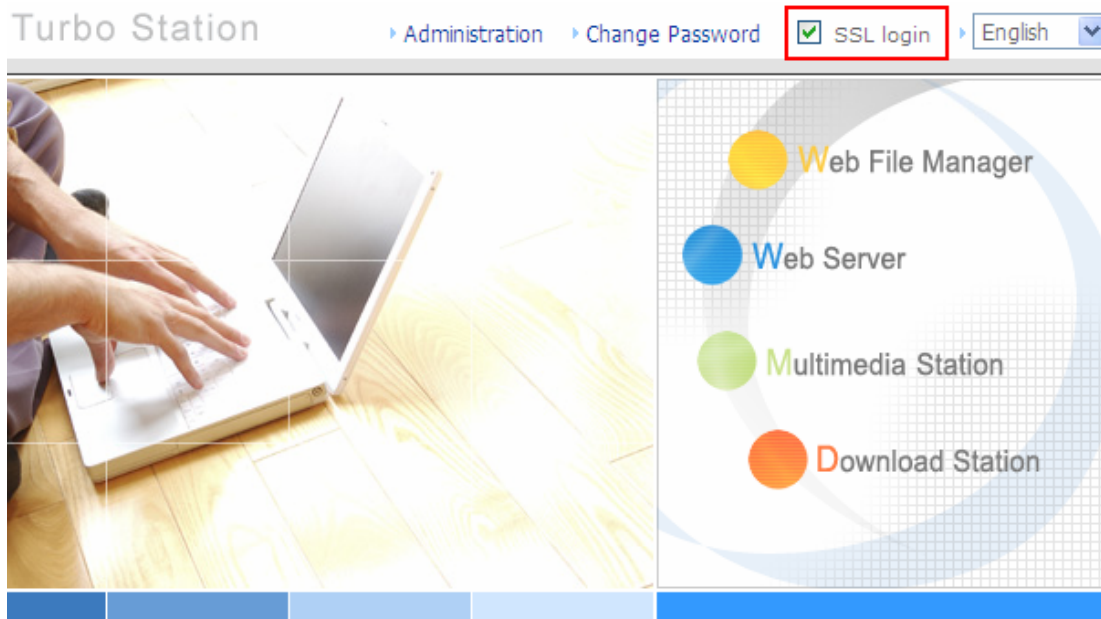 Turbo Station
Administration Change Password SSL login English
Web File Manager
Web Server
Multimedia Station
Download Station